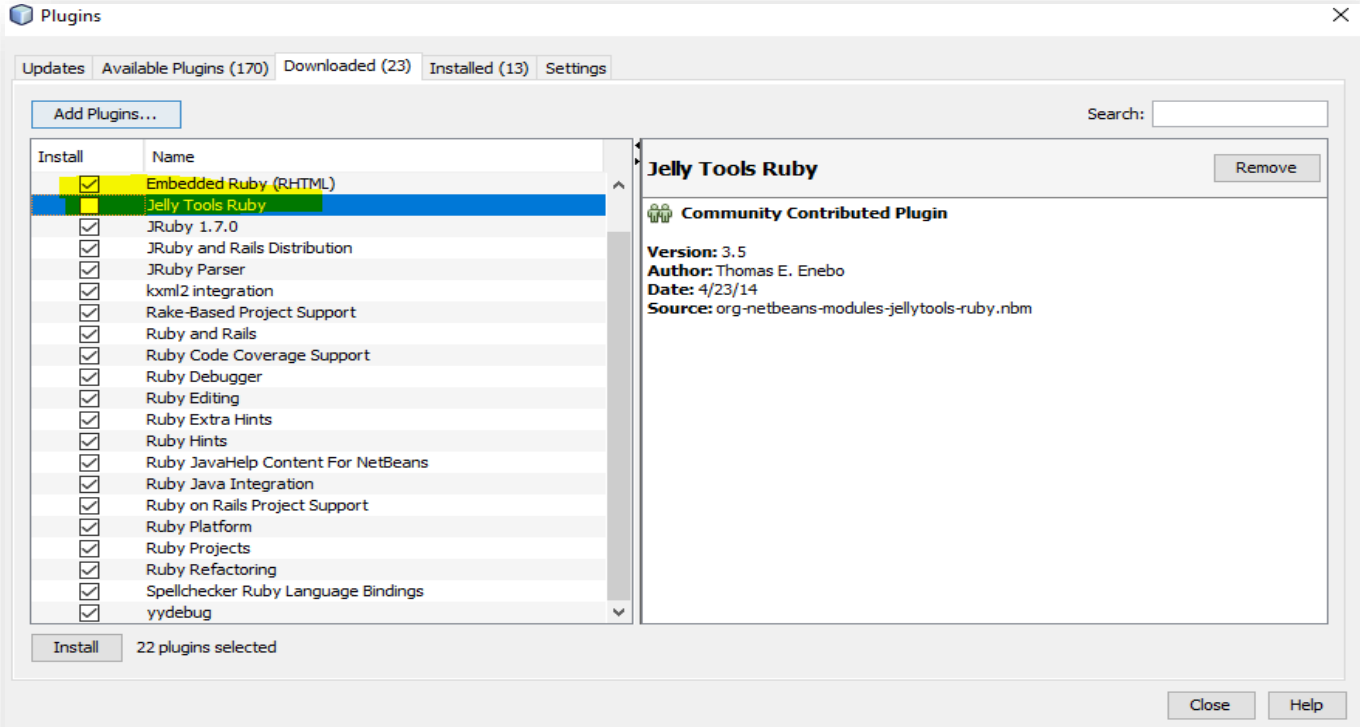 Plugins
Updates Available Plugins (170) Downloaded (23) Installed (13) Settings
Add Plugins... Search:
Install Name
Embedded Ruby (RHTML)
Jelly Tools Ruby
JRuby 1.7.0
JRuby and Rails Distribution
JRuby Parser
kxml2 integration
Rake-Based Project Support
Ruby and Rails
Ruby Code Coverage Support
Ruby Debugger
Ruby Editing
Ruby Extra Hints
Ruby Hints
Ruby JavaHelp Content For NetBeans
Ruby Java Integration
Ruby on Rails Project Support
Ruby Platform
Ruby Projects
Ruby Refactoring
Spellchecker Ruby Language Bindings
yydebug
Jelly Tools Ruby Remove
Community Contributed Plugin
Version: 3.5
Author: Thomas E. Enebo
Date: 4/23/14
Source: org-netbeans-modules-jellytools-ruby.nbm
Install 22 plugins selected
Close Help